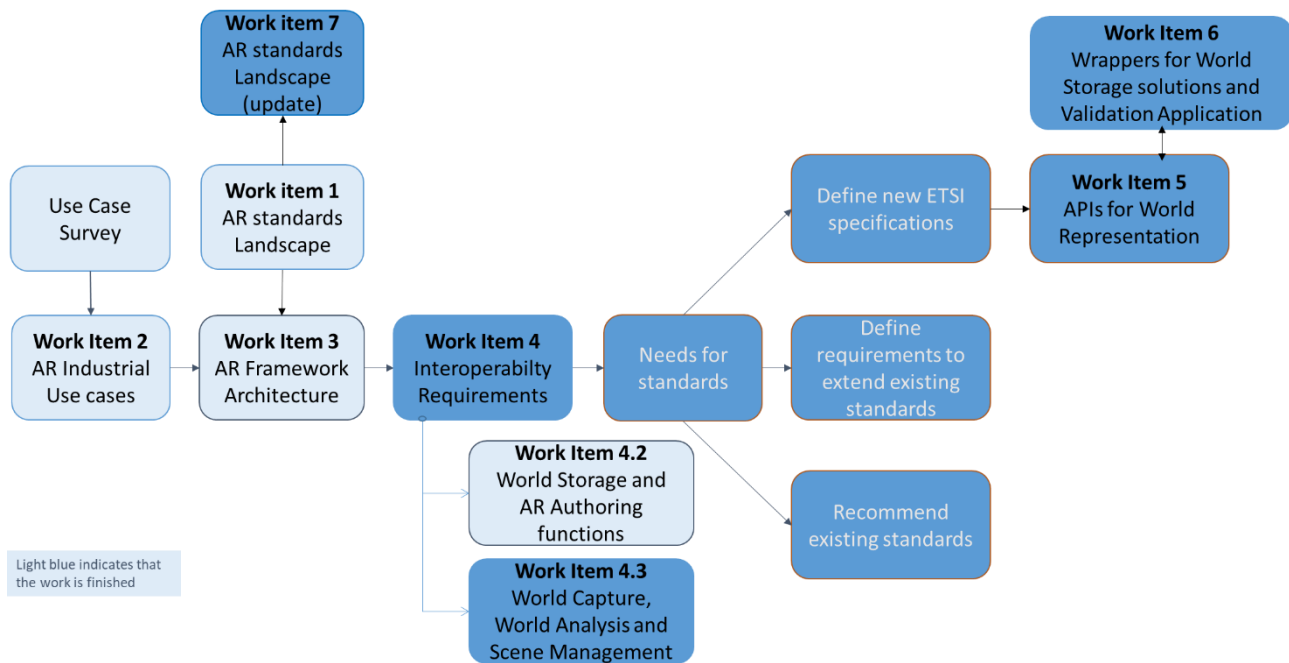 Work item 7
AR standards
Landscape
(update)
Work Item 6
Wrappers for World
Storage solutions and
Validation Application
Use Case
Survey
Work item 1
AR standards
Landscape
Define new ETSI
specifications
Work Item 5
APIs for World
Representation
Work Item 2
AR Industrial
Use cases
Work Item 3
AR Framework
Architecture
Work Item 4
Interoperabilty
Requirements
Needs for
standards
Define
requirements to
extend existing
standards
Work Item 4.2
World Storage and
AR Authoring
functions
Recommend
existing standards
Light blue indicates that
the work is finished
Work Item 4.3
World Capture,
World Analysis and
Scene Management